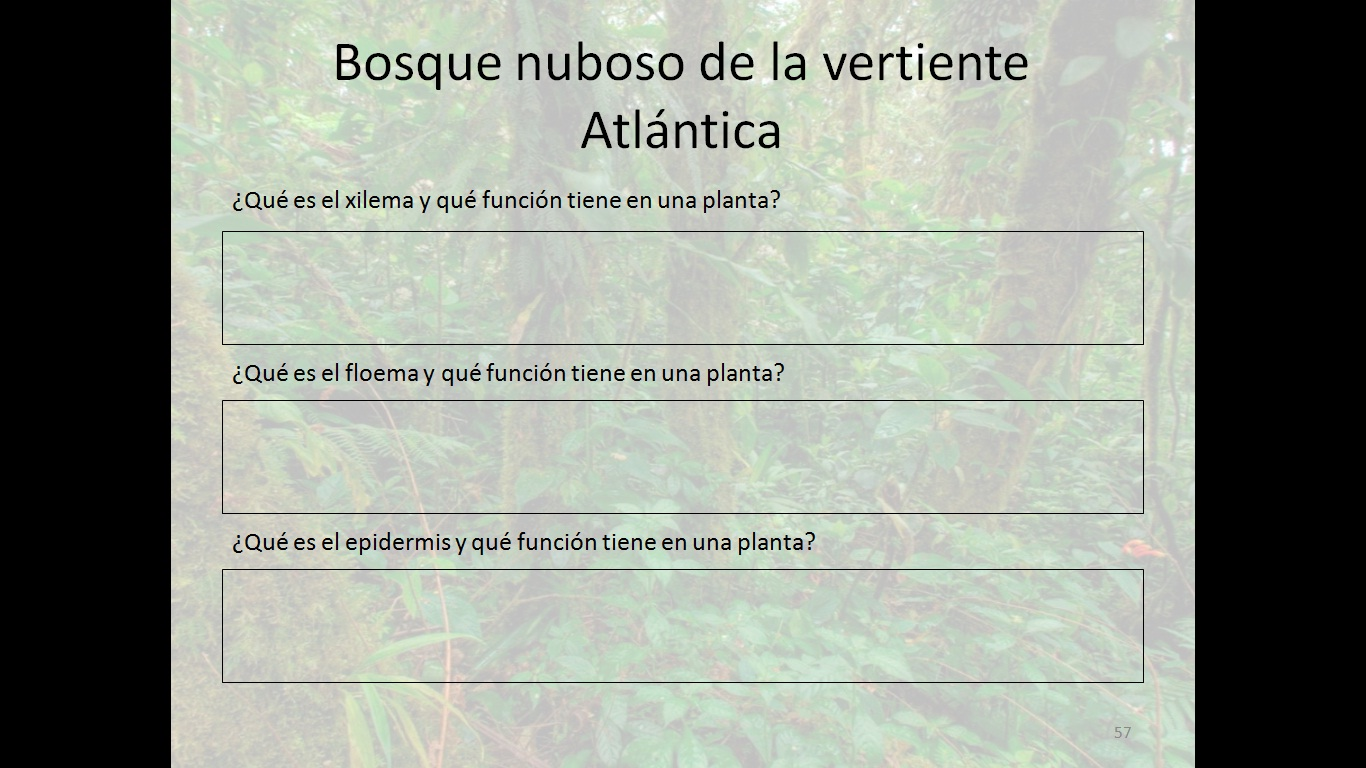 Bosque nuboso de la vertiente
Atlántica
¿Qué es el xilema y qué función tiene en una planta?
¿Qué es el floema y qué función tiene en una planta?
¿Qué es el epidermis y qué función tiene en una planta?
57